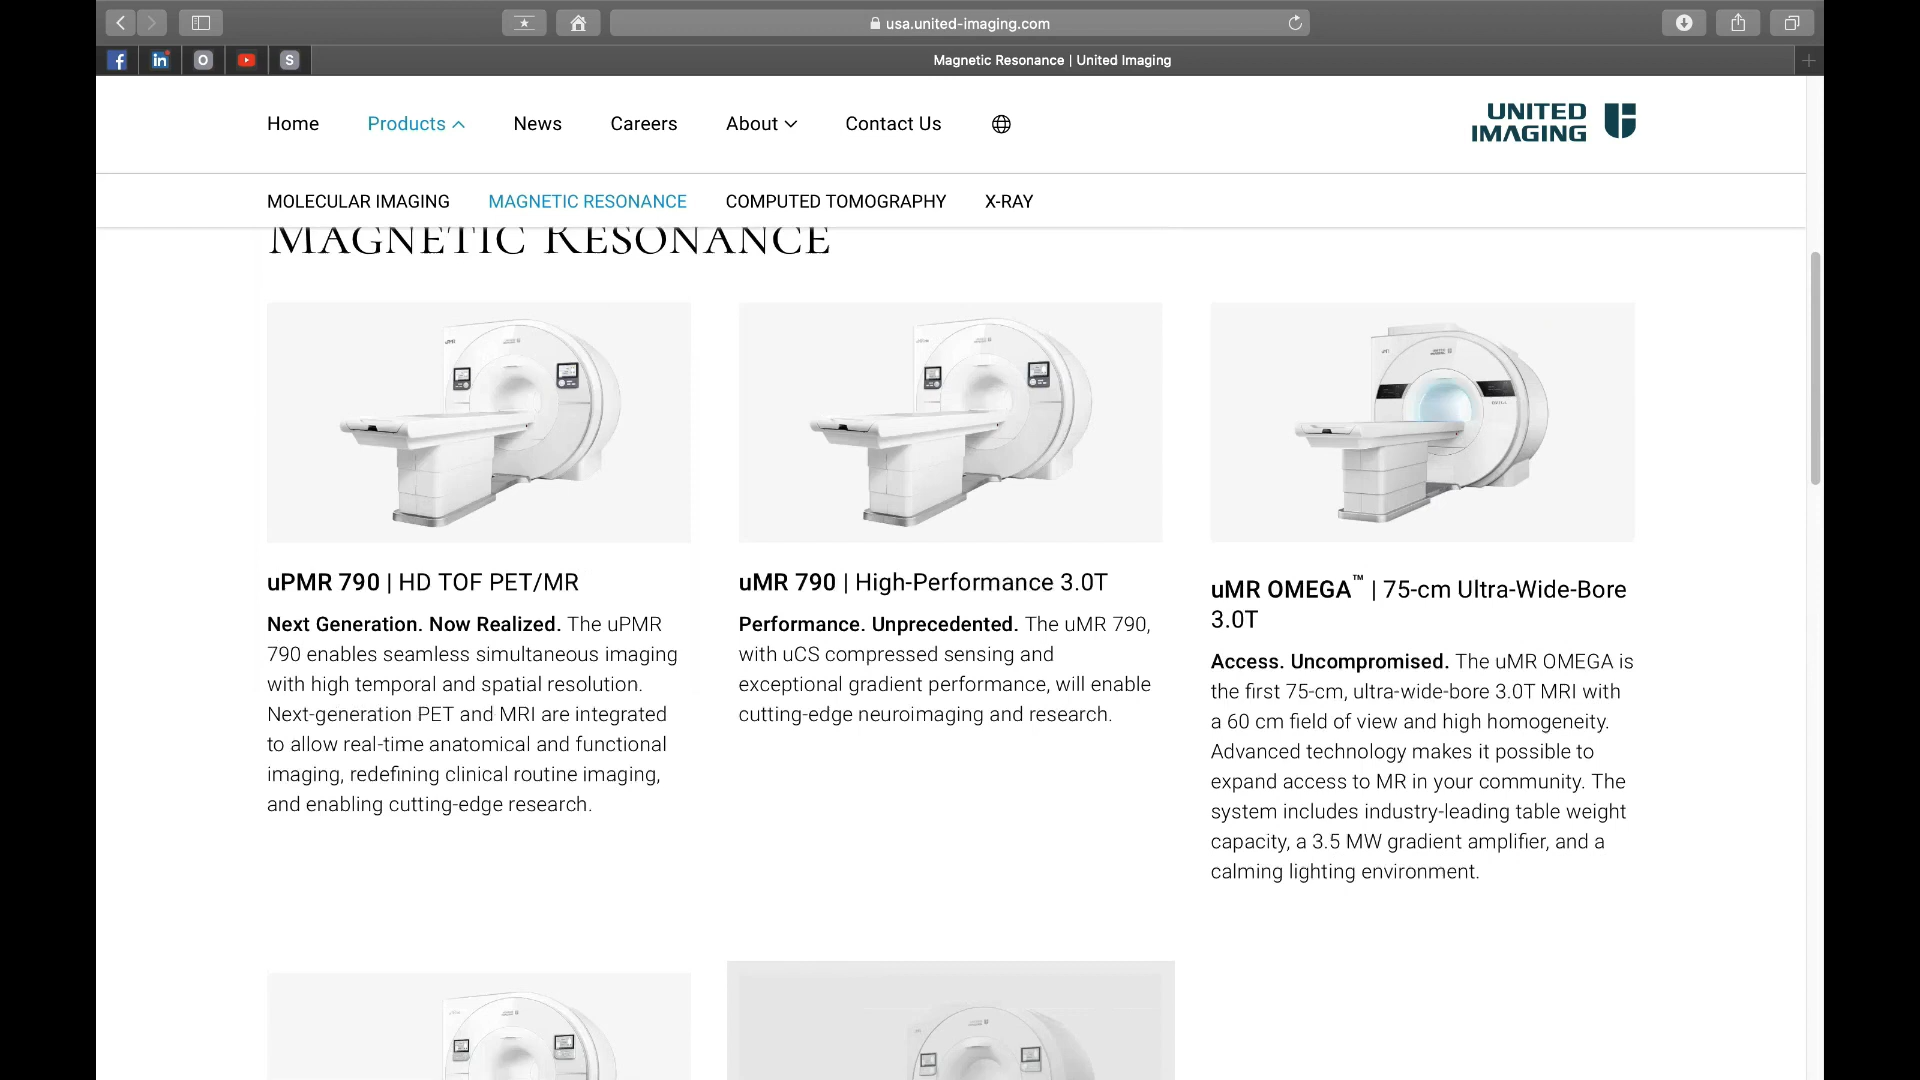 usa.united-imaging.com
O
S
Magnetic Resonance | United Imaging
Home
Products
News
Careers
About
Contact Us
UNITED
IMAGING
MOLECULAR IMAGING
MAGNETIC RESONANCE
COMPUTED TOMOGRAPHY
X-RAY
MAGNETIC RESONANCE
uPMR 790 | HD TOF PET/MR
Next Generation. Now Realized. The uPMR
790 enables seamless simultaneous imaging
with high temporal and spatial resolution.
Next-generation PET and MRI are integrated
to allow real-time anatomical and functional
imaging, redefining clinical routine imaging,
and enabling cutting-edge research.
uMR 790 | High-Performance 3.0T
Performance. Unprecedented. The uMR 790,
with uCS compressed sensing and
exceptional gradient performance, will enable
cutting-edge neuroimaging and research.
uMR OMEGA™ | 75-cm Ultra-Wide-Bore
3.0T
Access. Uncompromised. The uMR OMEGA is
the first 75-cm, ultra-wide-bore 3.0T MRI with
a 60 cm field of view and high homogeneity.
Advanced technology makes it possible to
expand access to MR in your community. The
system includes industry-leading table weight
capacity, a 3.5 MW gradient amplifier, and a
calming lighting environment.